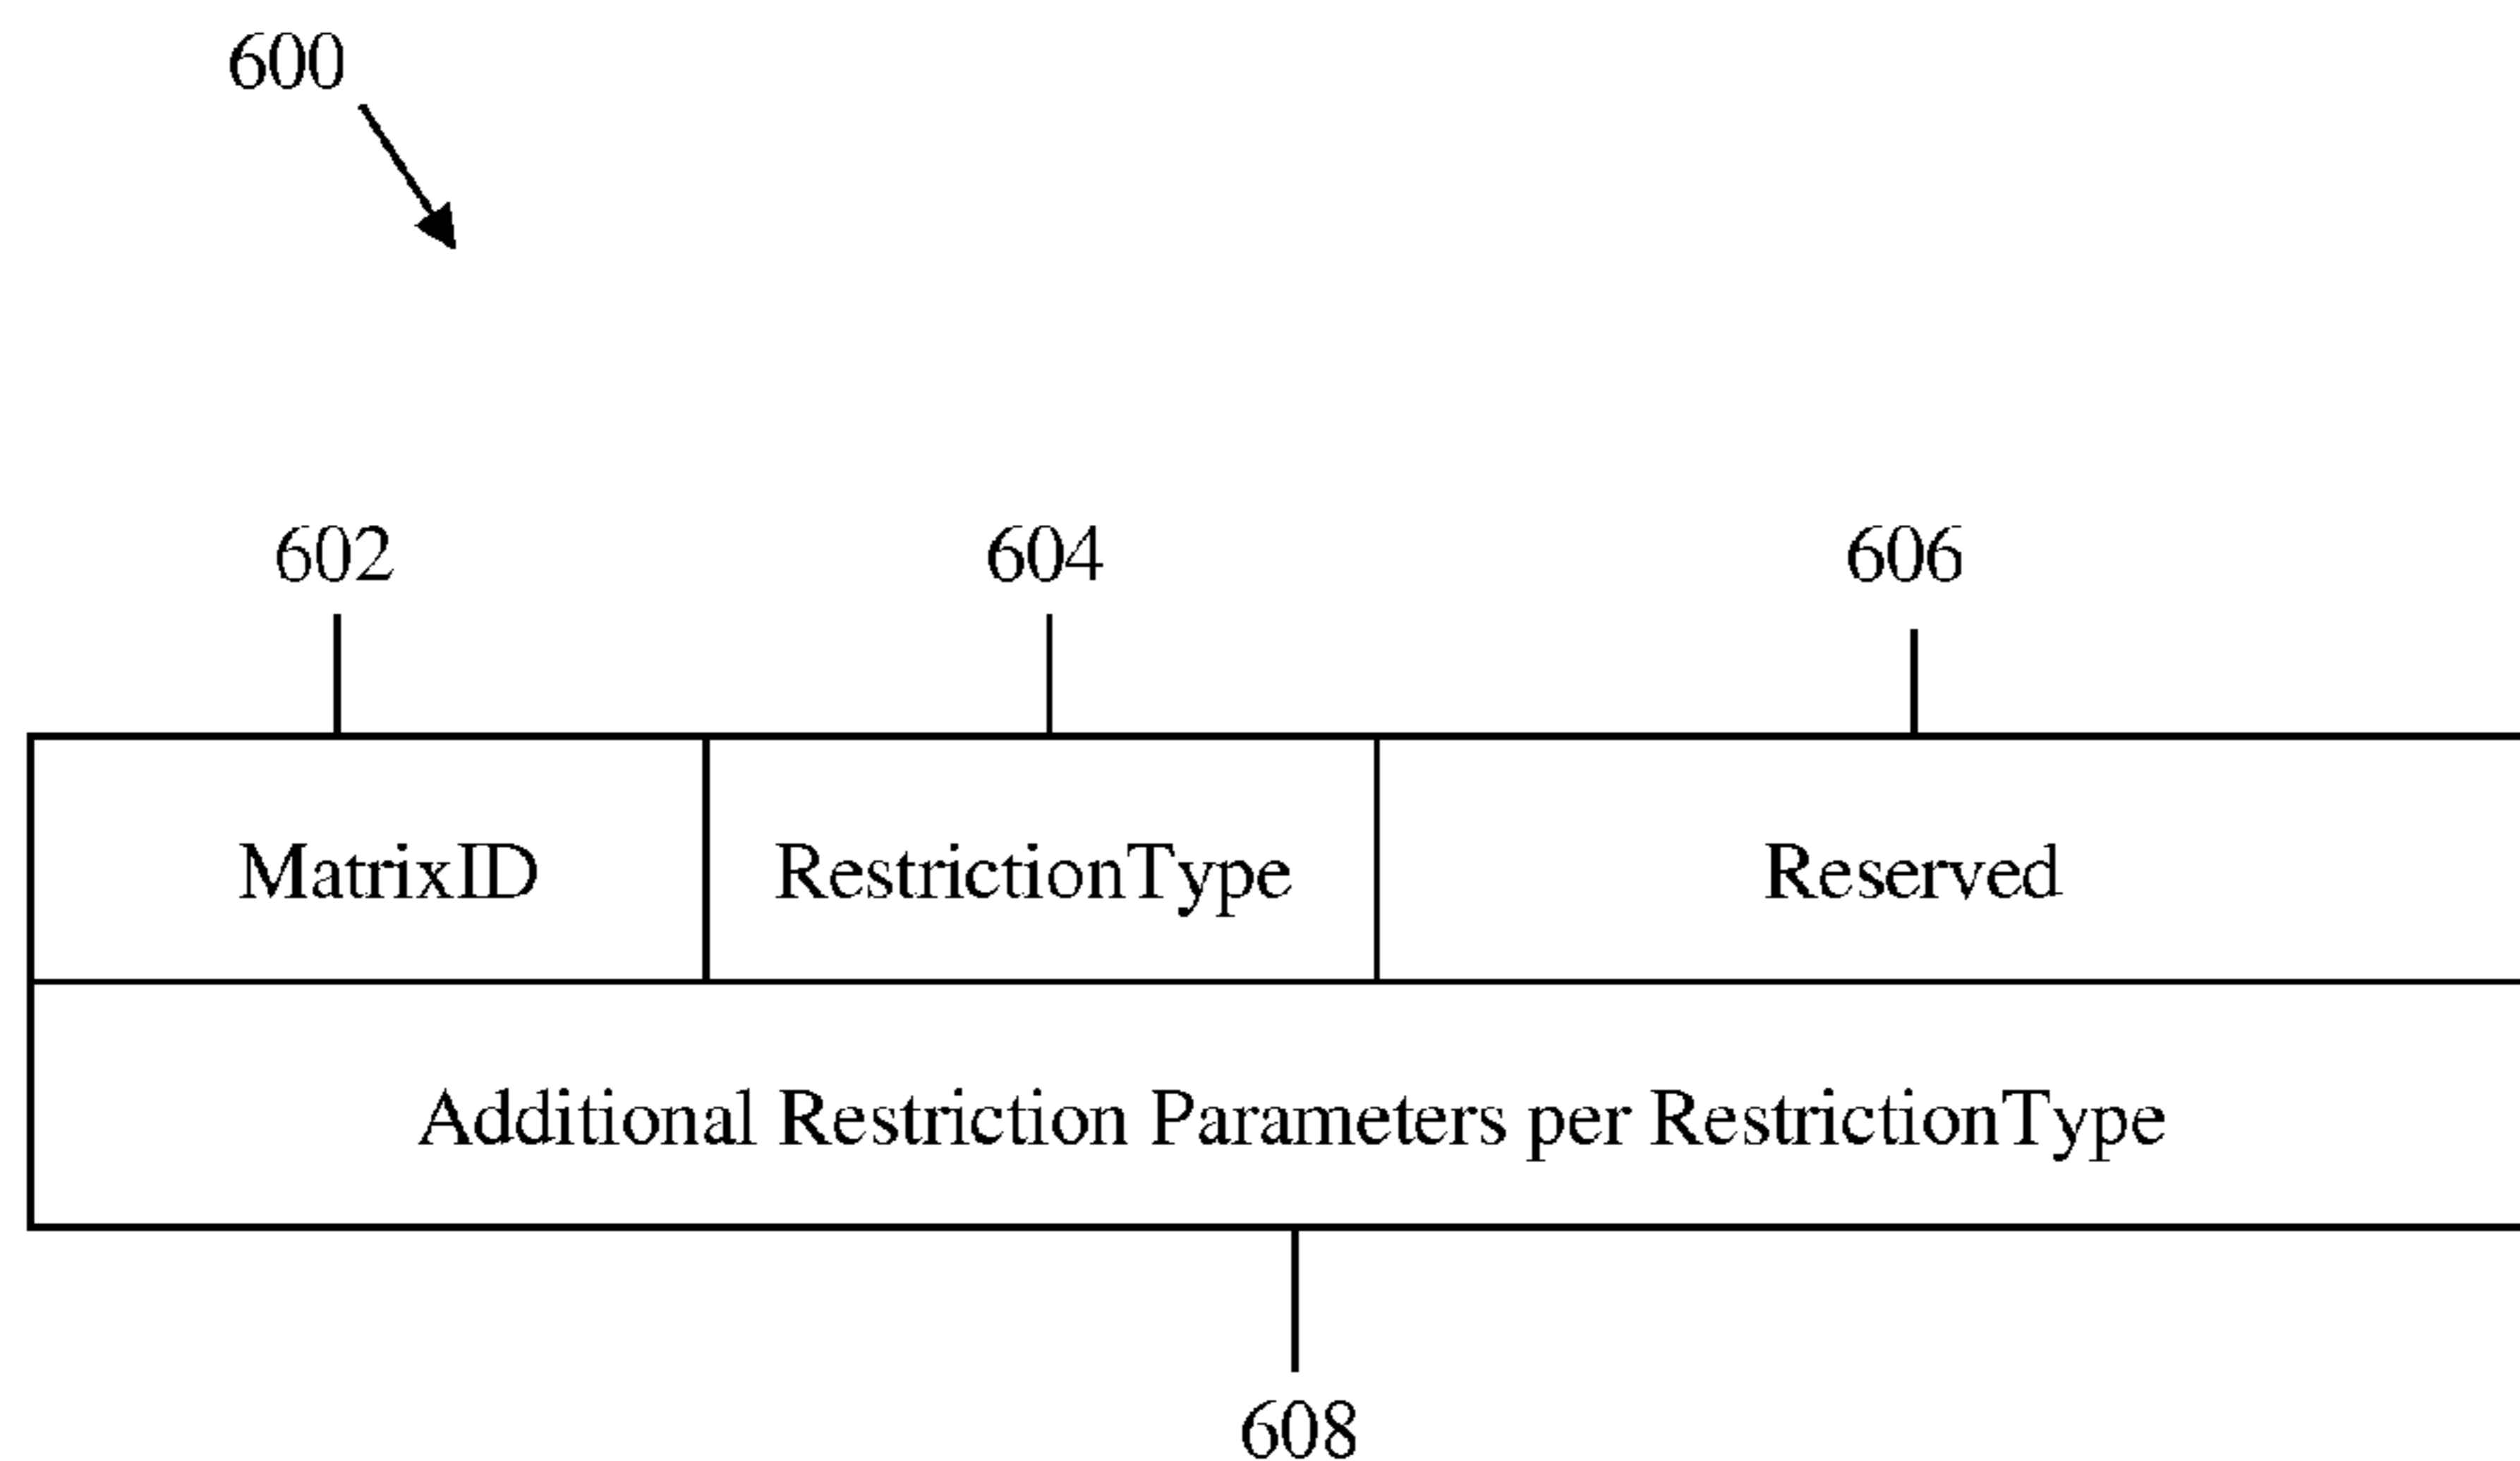 600
602 604 606
MatrixID RestrictionType Reserved
Additional Restriction Parameters per RestrictionType
608